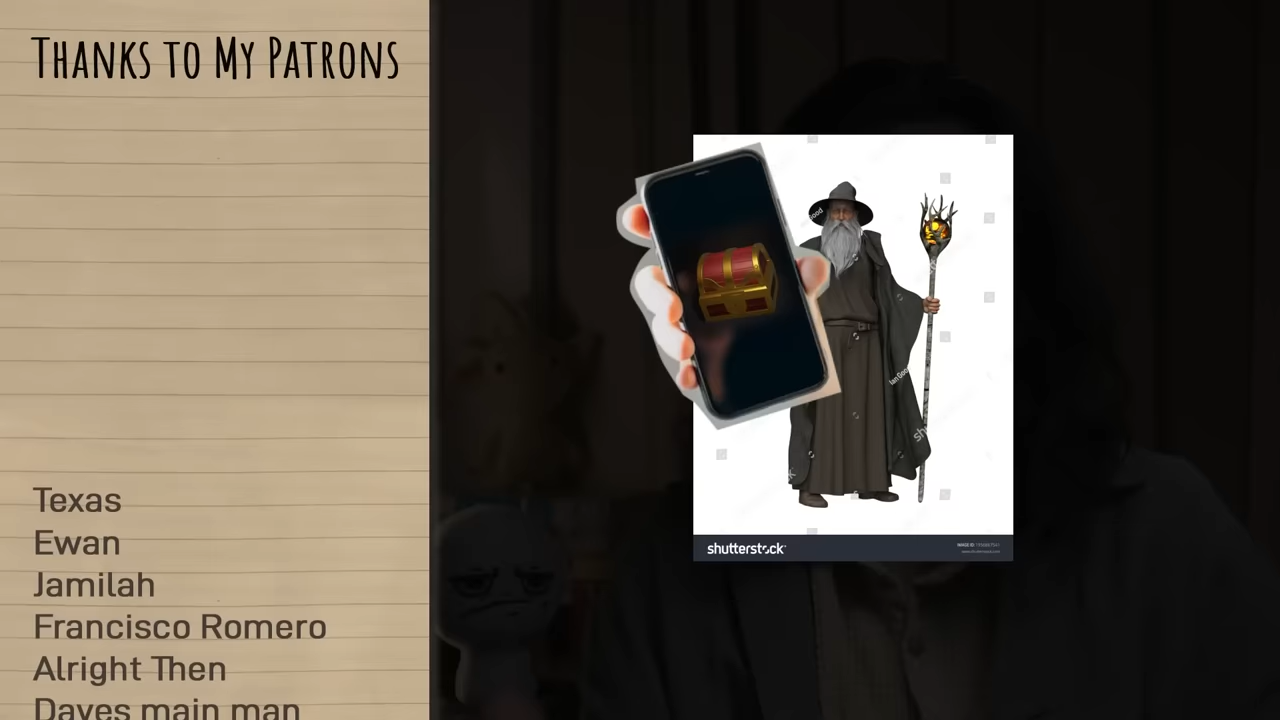 Thanks to My Patrons
Texas
Ewan
Jamilah
Francisco Romero
Alright Then
Daves main man
shutterstock